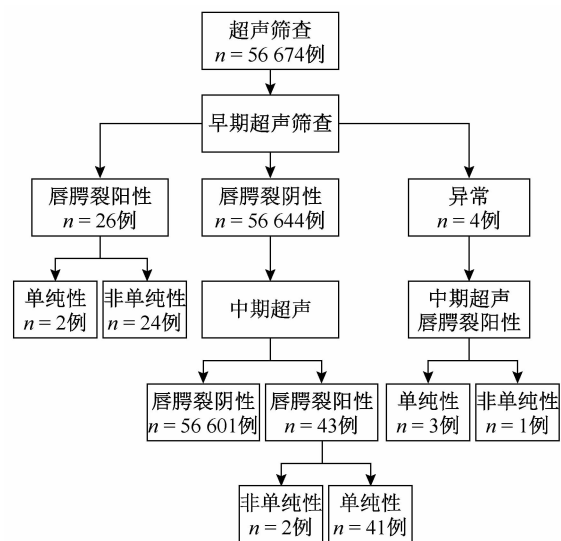 超声筛查
n = 56 674例
早期超声筛查
唇腭裂阳性
n = 26例
唇腭裂阴性
n = 56 644例
异常
n = 4例
单纯性
n = 2例
非单纯性
n = 24例
中期超声
中期超声
唇腭裂阳性
唇腭裂阴性
n = 56 601例
唇腭裂阳性
n = 43例
单纯性
n = 3例
非单纯性
n = 1例
非单纯性
n = 2例
单纯性
n = 41例